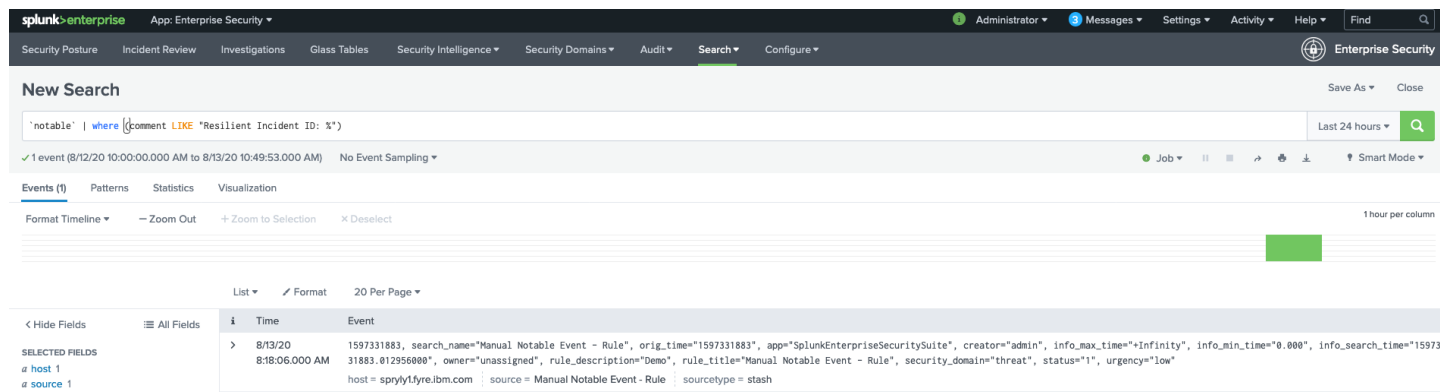 splunk>enterprise App: Enterprise Security ▾ i Administrator ▾ 3 Messages ▾ Settings ▾ Activity ▾ Help ▾ Find
Security Posture Incident Review Investigations Glass Tables Security Intelligence ▾ Security Domains ▾ Audit ▾ Search ▾ Configure ▾ Enterprise Security
New Search Save As ▾ Close
`notable` | where (comment LIKE "Resilient Incident ID: %") Last 24 hours ▾
✓ 1 event (8/12/20 10:00:00.000 AM to 8/13/20 10:49:53.000 AM) No Event Sampling ▾ Job ▾ Smart Mode ▾
Events (1) Patterns Statistics Visualization
Format Timeline ▾ — Zoom Out + Zoom to Selection × Deselect 1 hour per column
List ▾ Format 20 Per Page ▾
< Hide Fields All Fields i Time Event
SELECTED FIELDS
a host 1
a source 1
> 8/13/20
8:18:06.000 AM
1597331883, search_name="Manual Notable Event - Rule", orig_time="1597331883", app="SplunkEnterpriseSecuritySuite", creator="admin", info_max_time="+Infinity", info_min_time="0.000", info_search_time="15973
31883.012956000", owner="unassigned", rule_description="Demo", rule_title="Manual Notable Event - Rule", security_domain="threat", status="1", urgency="low"
host = spryly1.fyre.ibm.com source = Manual Notable Event - Rule sourcetype = stash